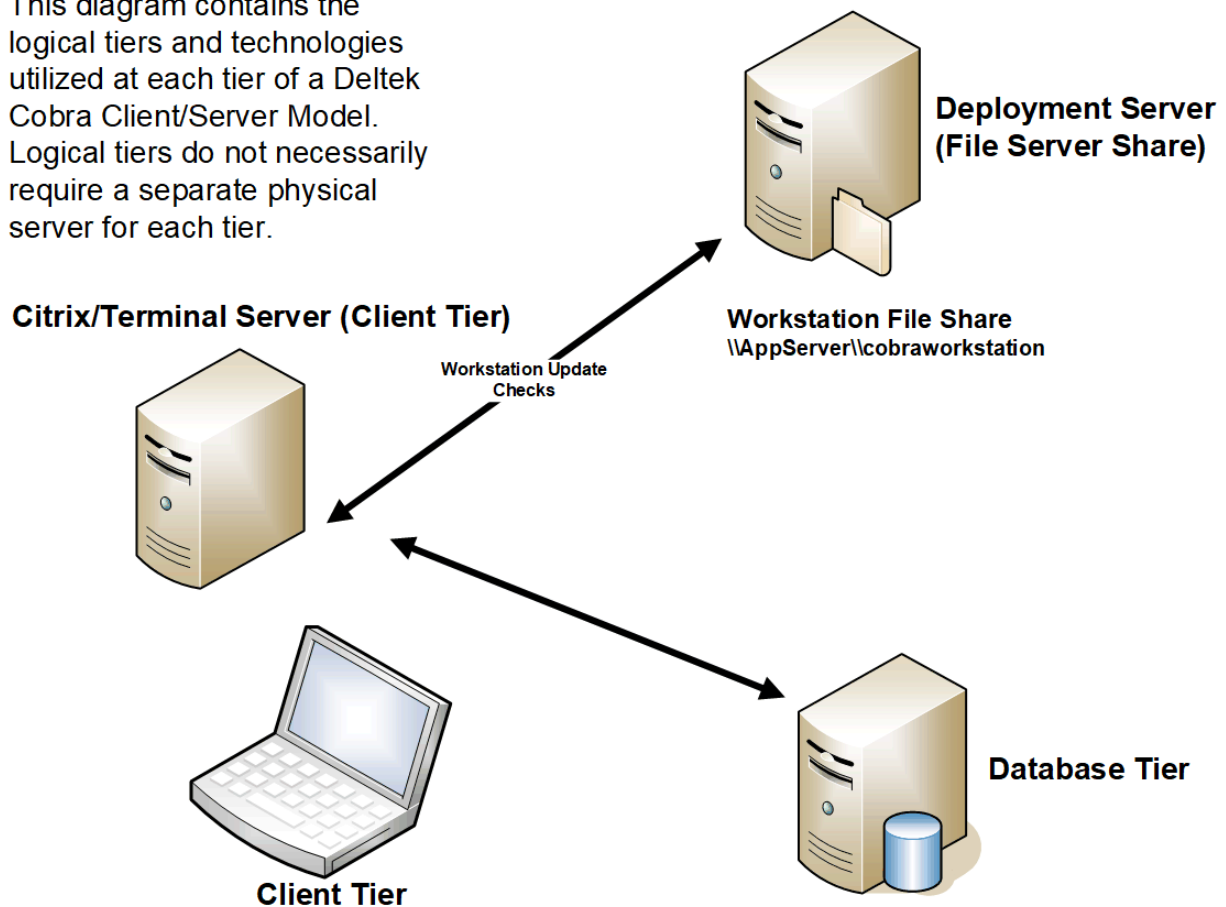 This diagram contains the
logical tiers and technologies
utilized at each tier of a Deltek
Cobra Client/Server Model.
Logical tiers do not necessarily
require a separate physical
server for each tier.
Deployment Server
(File Server Share)
Citrix/Terminal Server (Client Tier)
Workstation File Share
\\AppServer\\cobraworkstation
Workstation Update
Checks
Database Tier
Client Tier